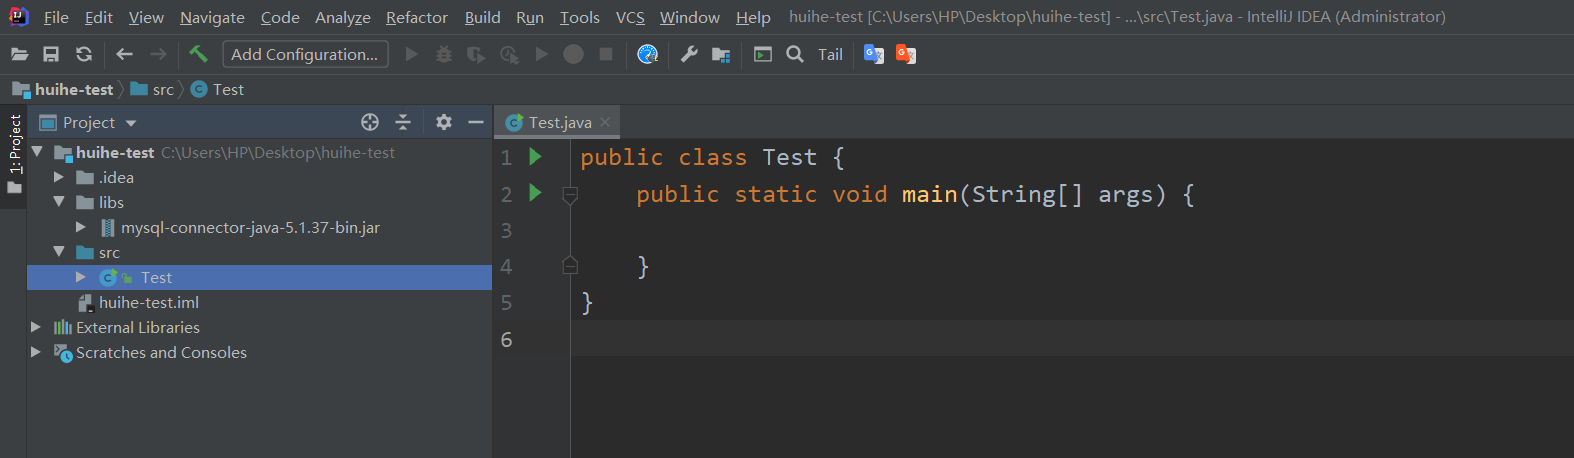 File Edit View Navigate Code Analyze Refactor Build Run Tools VCS Window Help huihe-test [C:\Users\HP\Desktop\huihe-test] - ...\src\Test.java - IntelliJ IDEA (Administrator)
Add Configuration... Tail
huihe-test src Test
1: Project
Project
huihe-test C:\Users\HP\Desktop\huihe-test
.idea
libs
mysql-connector-java-5.1.37-bin.jar
src
Test
huihe-test.iml
External Libraries
Scratches and Consoles
Test.java
1 public class Test {
2 public static void main(String[] args) {
3
4 }
5 }
6